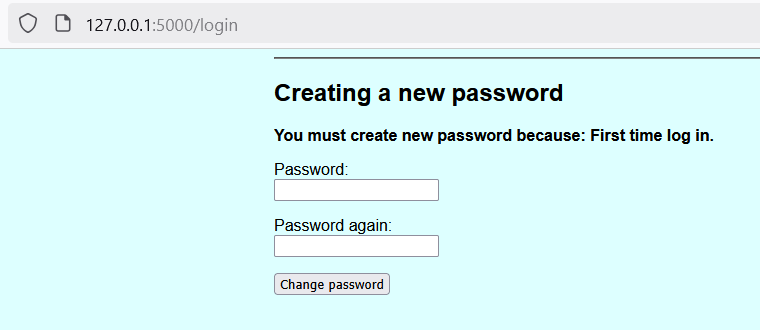 127.0.0.1:5000/login
Creating a new password
You must create new password because: First time log in.
Password:
Password again:
Change password